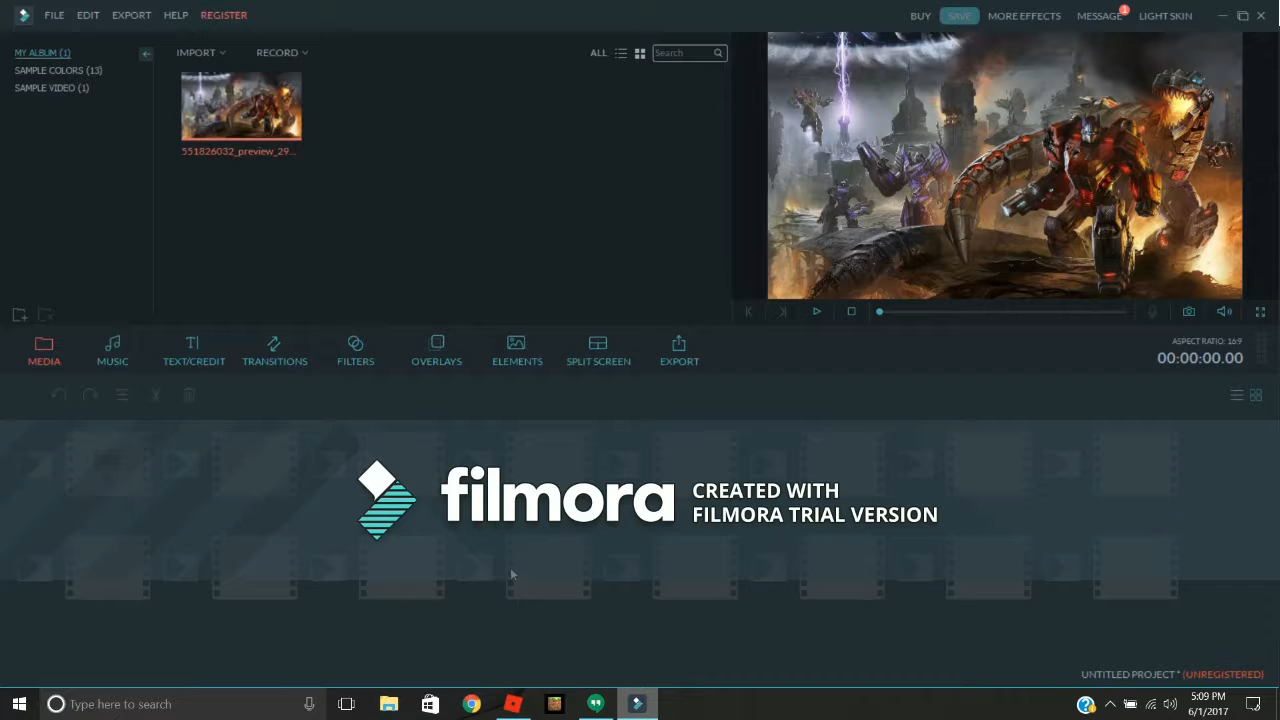 FILE EDIT EXPORT HELP REGISTER
BUY SAVE MORE EFFECTS MESSAGE 1 LIGHT SKIN
MY ALBUM (1)
SAMPLE COLORS (13)
SAMPLE VIDEO (1)
IMPORT RECORD ALL Search
551826032_preview_29...
MEDIA MUSIC TEXT/CREDIT TRANSITIONS FILTERS OVERLAYS ELEMENTS SPLIT SCREEN EXPORT
ASPECT RATIO: 16:9
00:00:00.00
filmora
CREATED WITH
FILMORA TRIAL VERSION
UNTITLED PROJECT * (UNREGISTERED)
Type here to search
5:09 PM
6/1/2017